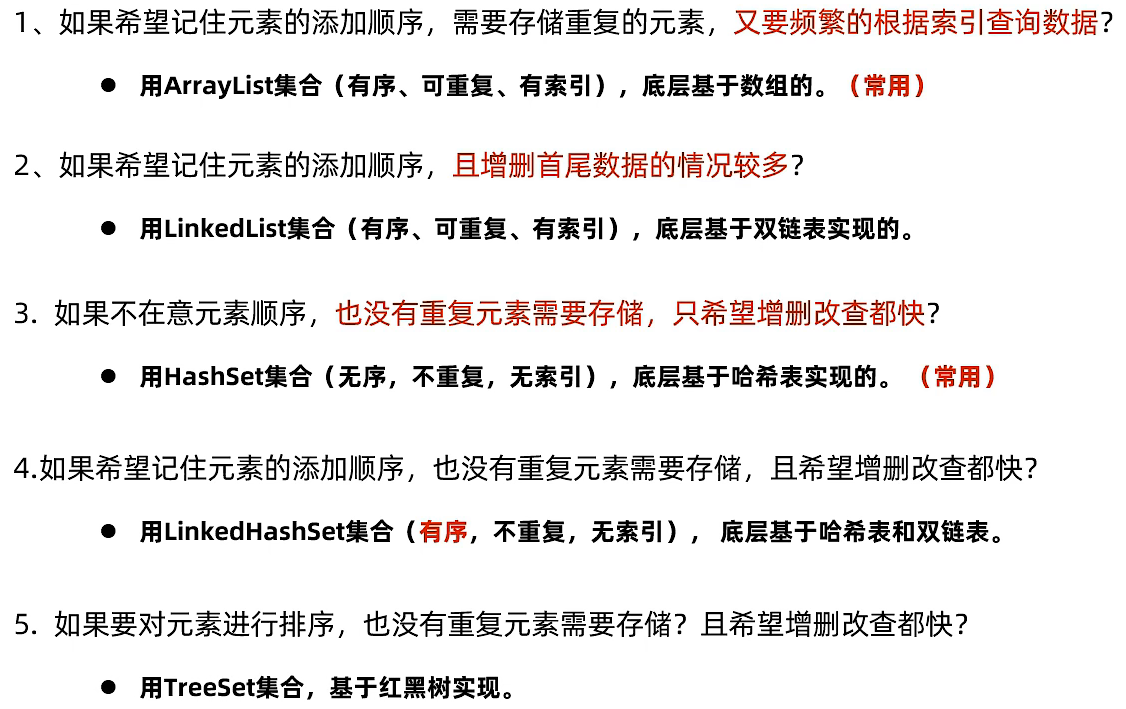 1、如果希望记住元素的添加顺序，需要存储重复的元素，又要频繁的根据索引查询数据？
● 用ArrayList集合（有序、可重复、有索引），底层基于数组的。（常用）
2、如果希望记住元素的添加顺序，且增删首尾数据的情况较多？
● 用LinkedList集合（有序、可重复、有索引），底层基于双链表实现的。
3. 如果不在意元素顺序，也没有重复元素需要存储，只希望增删改查都快？
● 用HashSet集合（无序，不重复，无索引），底层基于哈希表实现的。（常用）
4.如果希望记住元素的添加顺序，也没有重复元素需要存储，且希望增删改查都快？
● 用LinkedHashSet集合（有序，不重复，无索引）， 底层基于哈希表和双链表。
5. 如果要对元素进行排序，也没有重复元素需要存储？且希望增删改查都快？
● 用TreeSet集合，基于红黑树实现。